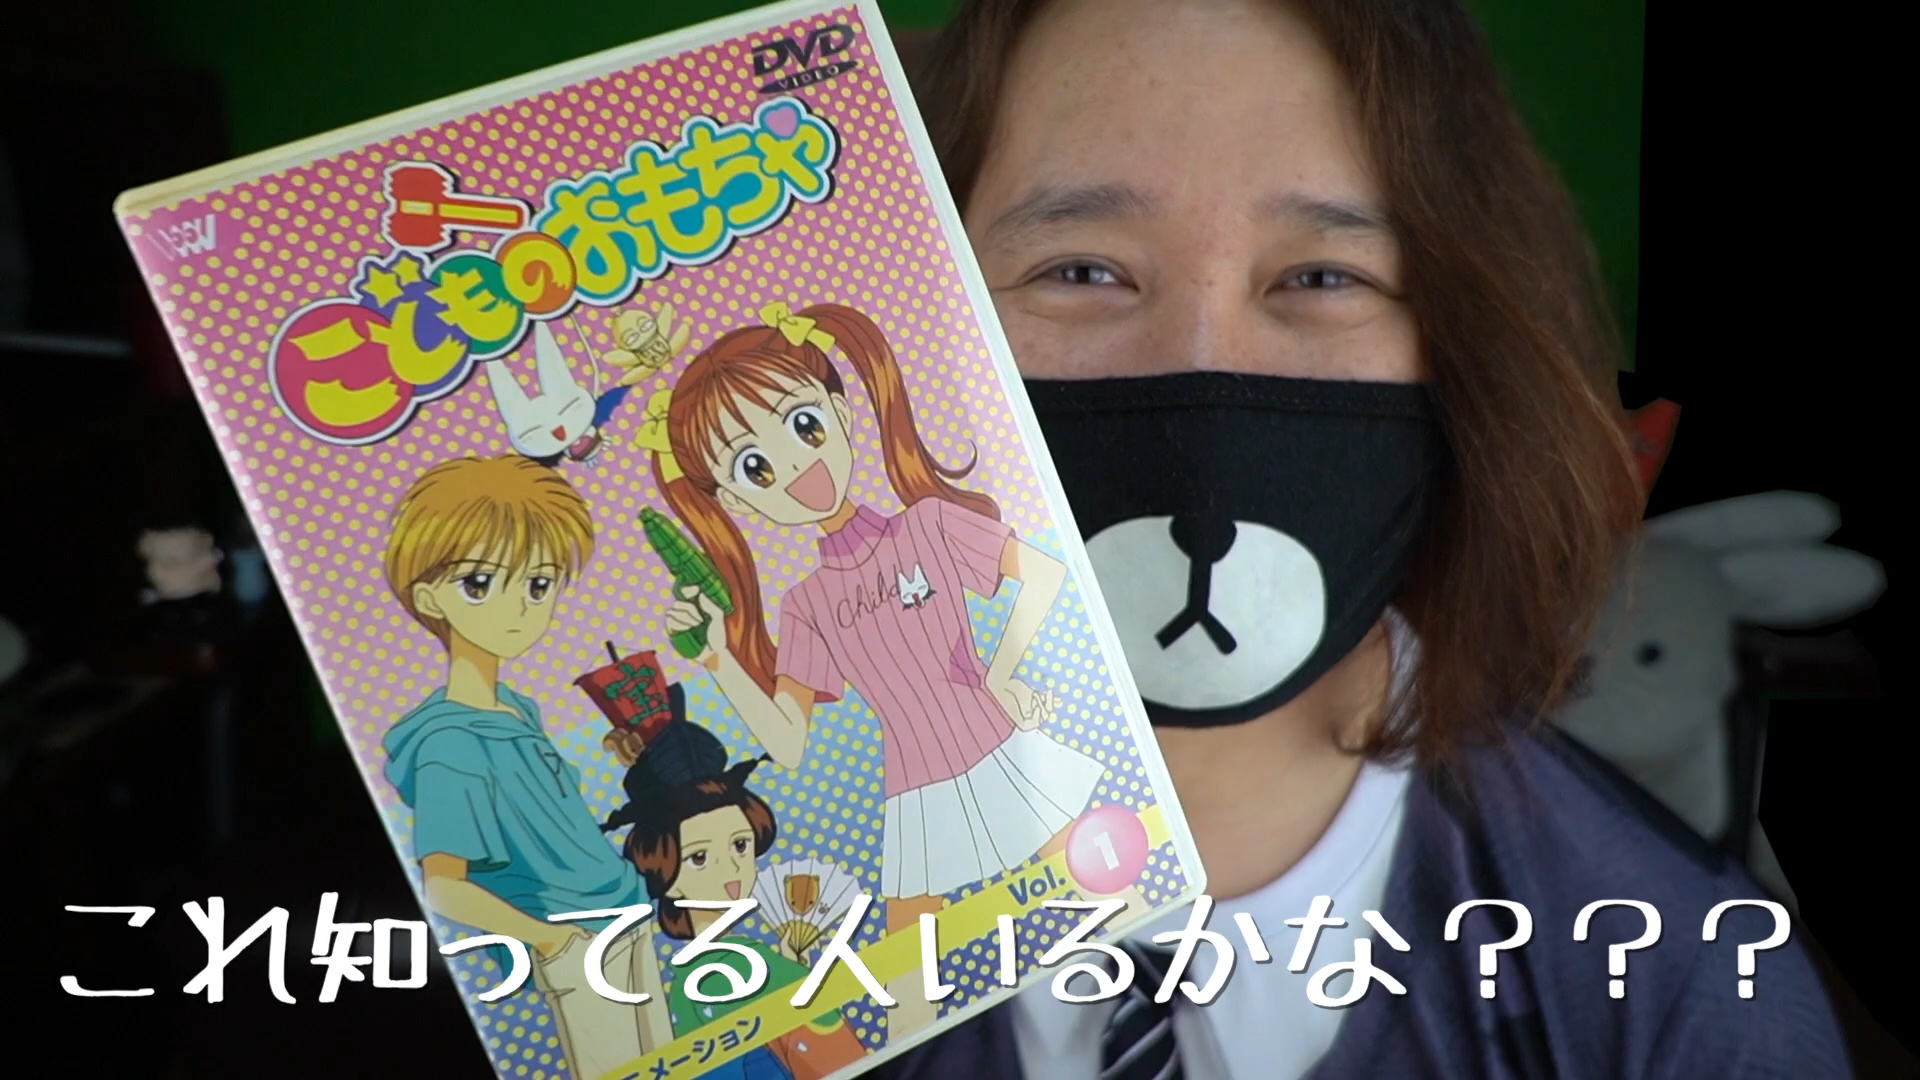 DVD
VIDEO
こどものおもちゃ
Child
宝
Vol. 1
ニメーション
これ知ってる人いるかな？？？